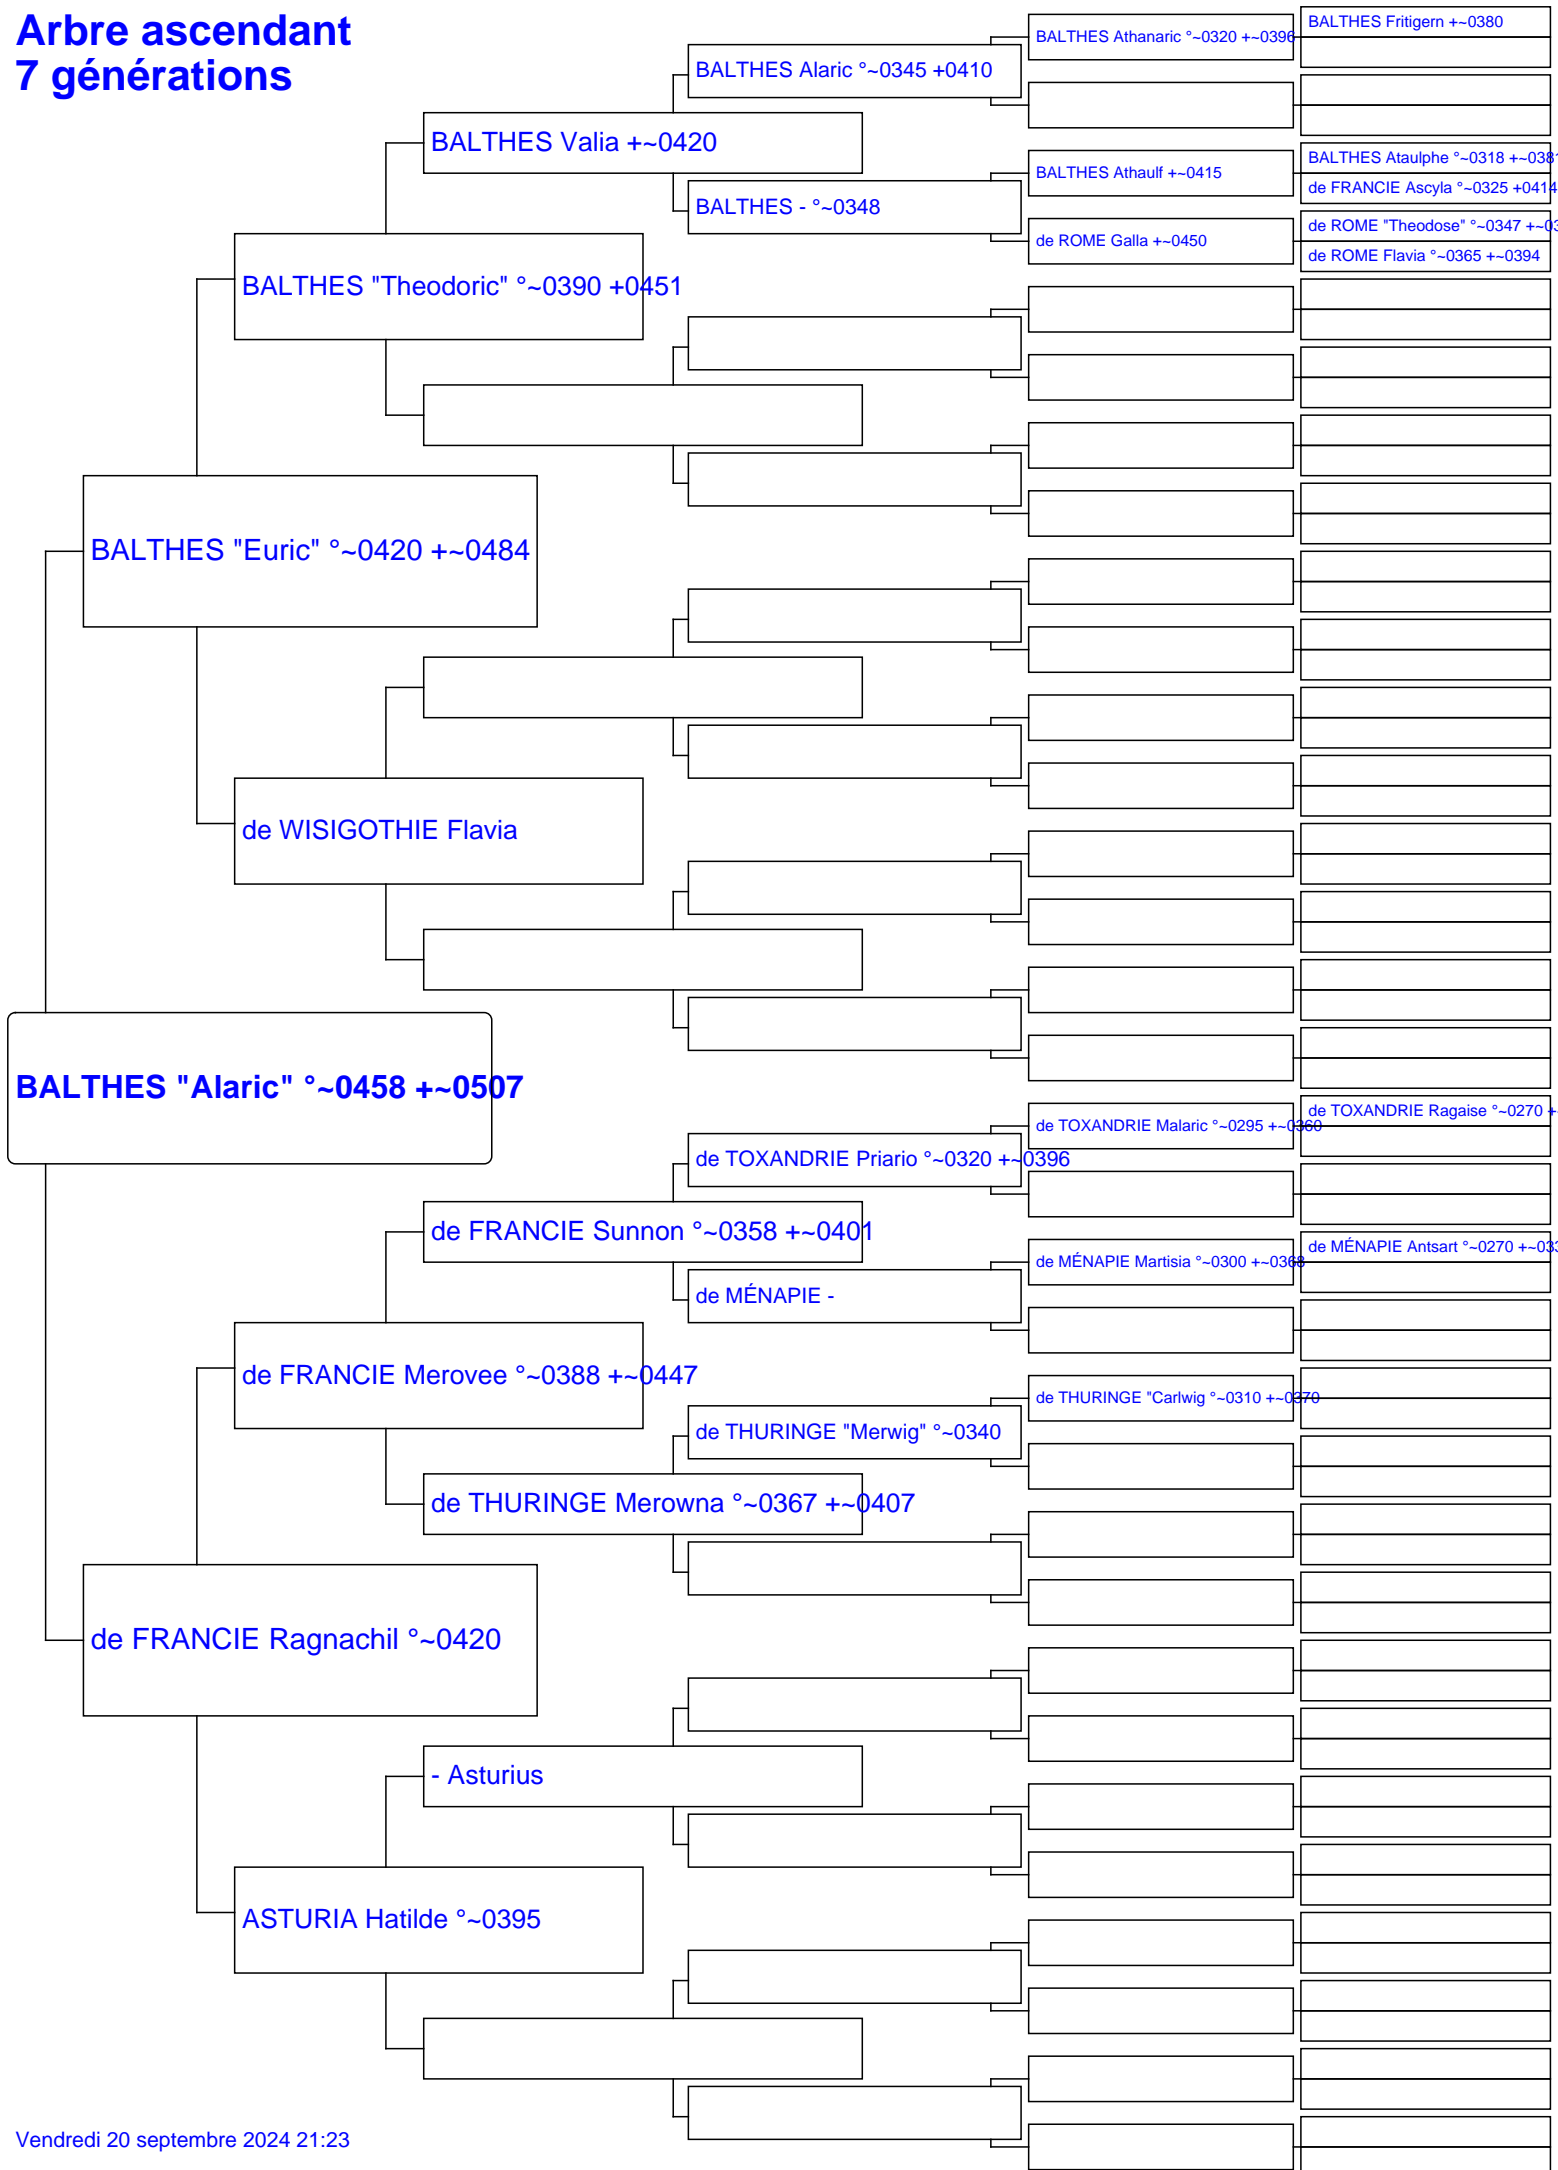 Arbre ascendant
7 générations
BALTHES Fritigern +~0380
BALTHES Athanaric °~0320 +~0396
BALTHES Alaric °~0345 +0410
BALTHES Valia +~0420
BALTHES Ataulphe °~0318 +~0381
BALTHES Athaulf +~0415
de FRANCIE Ascyla °~0325 +0414
BALTHES - °~0348
de ROME "Theodose" °~0347 +~03
de ROME Galla +~0450
de ROME Flavia °~0365 +~0394
BALTHES "Theodoric" °~0390 +0451
BALTHES "Euric" °~0420 +~0484
de WISIGOTHIE Flavia
BALTHES "Alaric" °~0458 +~0507
de TOXANDRIE Ragaise °~0270 +
de TOXANDRIE Malaric °~0295 +~0360
de TOXANDRIE Priario °~0320 +~0396
de FRANCIE Sunnon °~0358 +~0401
de MÉNAPIE Antsart °~0270 +~033
de MÉNAPIE Martisia °~0300 +~0368
de MÉNAPIE -
de FRANCIE Merovee °~0388 +~0447
de THURINGE "Carlwig °~0310 +~0370
de THURINGE "Merwig" °~0340
de THURINGE Merowna °~0367 +~0407
de FRANCIE Ragnachil °~0420
- Asturius
ASTURIA Hatilde °~0395
Vendredi 20 septembre 2024 21:23